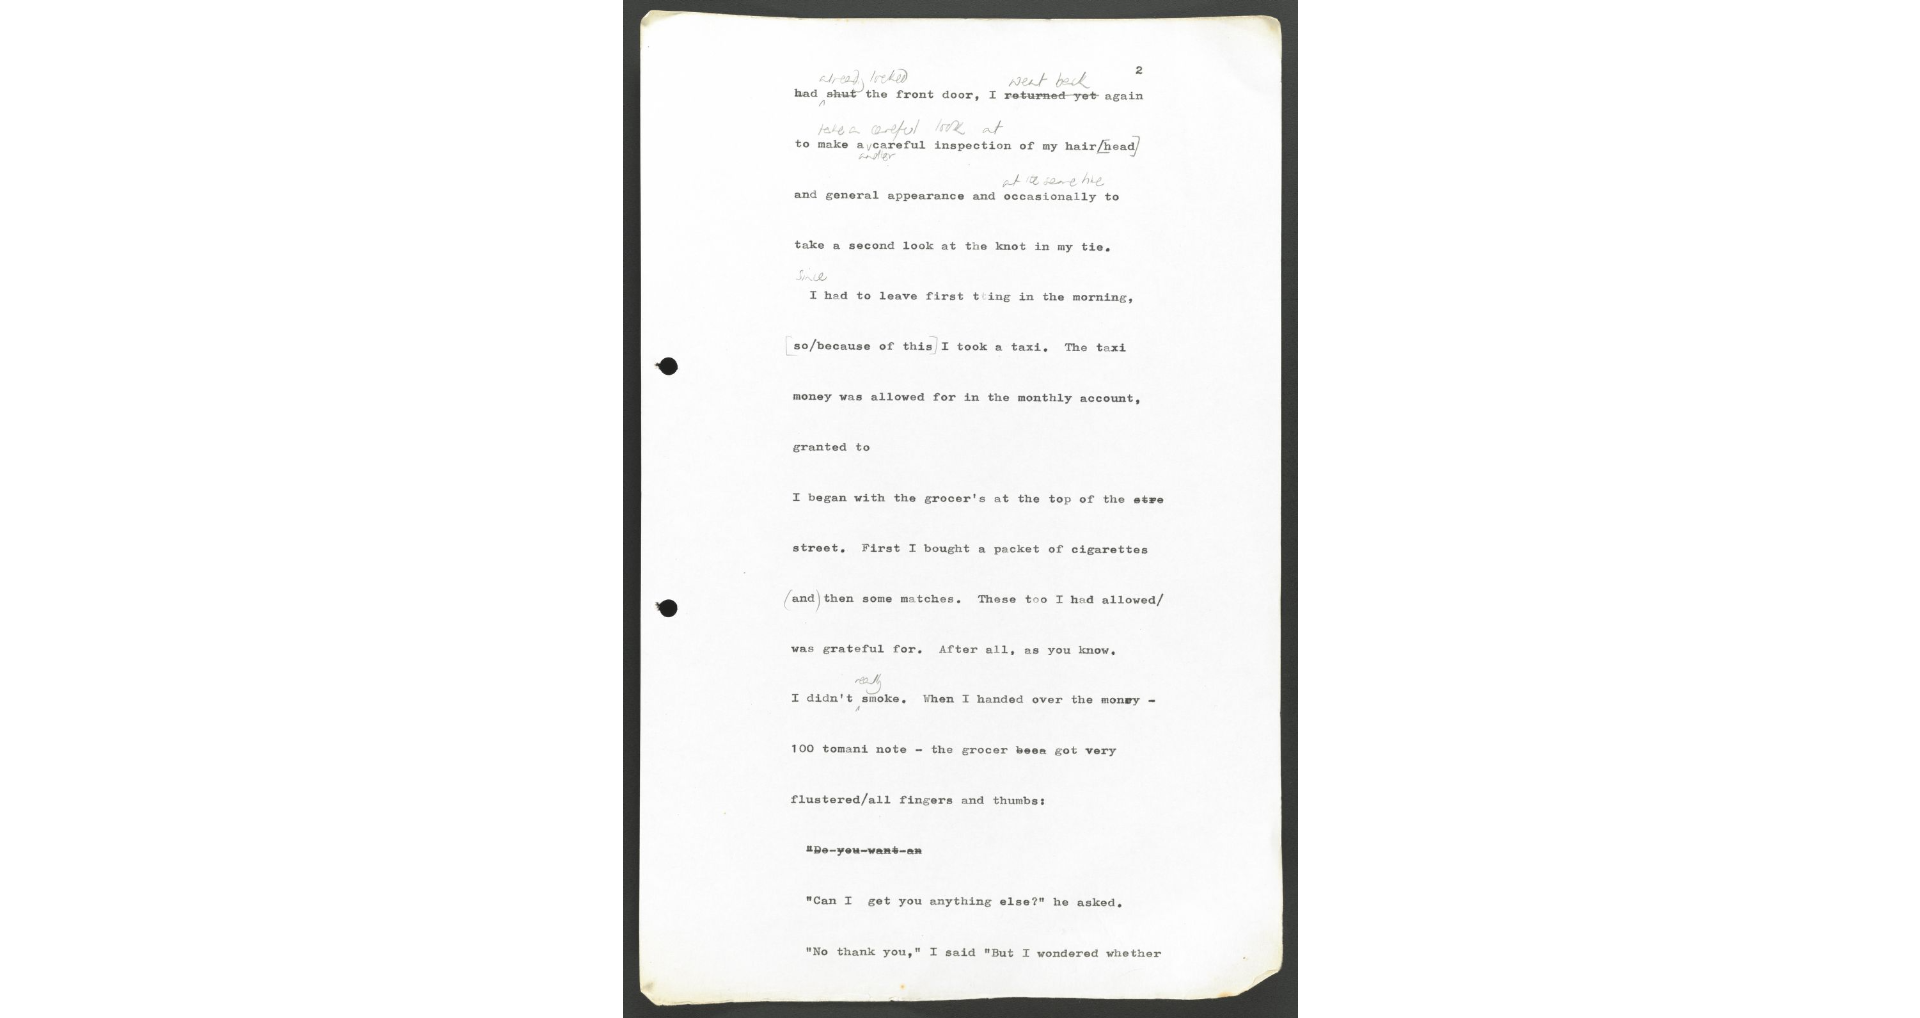 2
already locked went back
had shut the front door, I returned yet again
take a careful look at
to make a careful inspection of my hair/[head]
and/or
at the same time
and general appearance and occasionally to
take a second look at the knot in my tie.
Since
I had to leave first t ing in the morning,
[so/because of this] I took a taxi. The taxi
money was allowed for in the monthly account,
granted to
I began with the grocer's at the top of the stre
street. First I bought a packet of cigarettes
(and) then some matches. These too I had allowed/
was grateful for. After all, as you know.
really
I didn't smoke. When I handed over the money -
100 tomani note - the grocer been got very
flustered/all fingers and thumbs:
"Do-you-want-an
"Can I get you anything else?" he asked.
"No thank you," I said "But I wondered whether